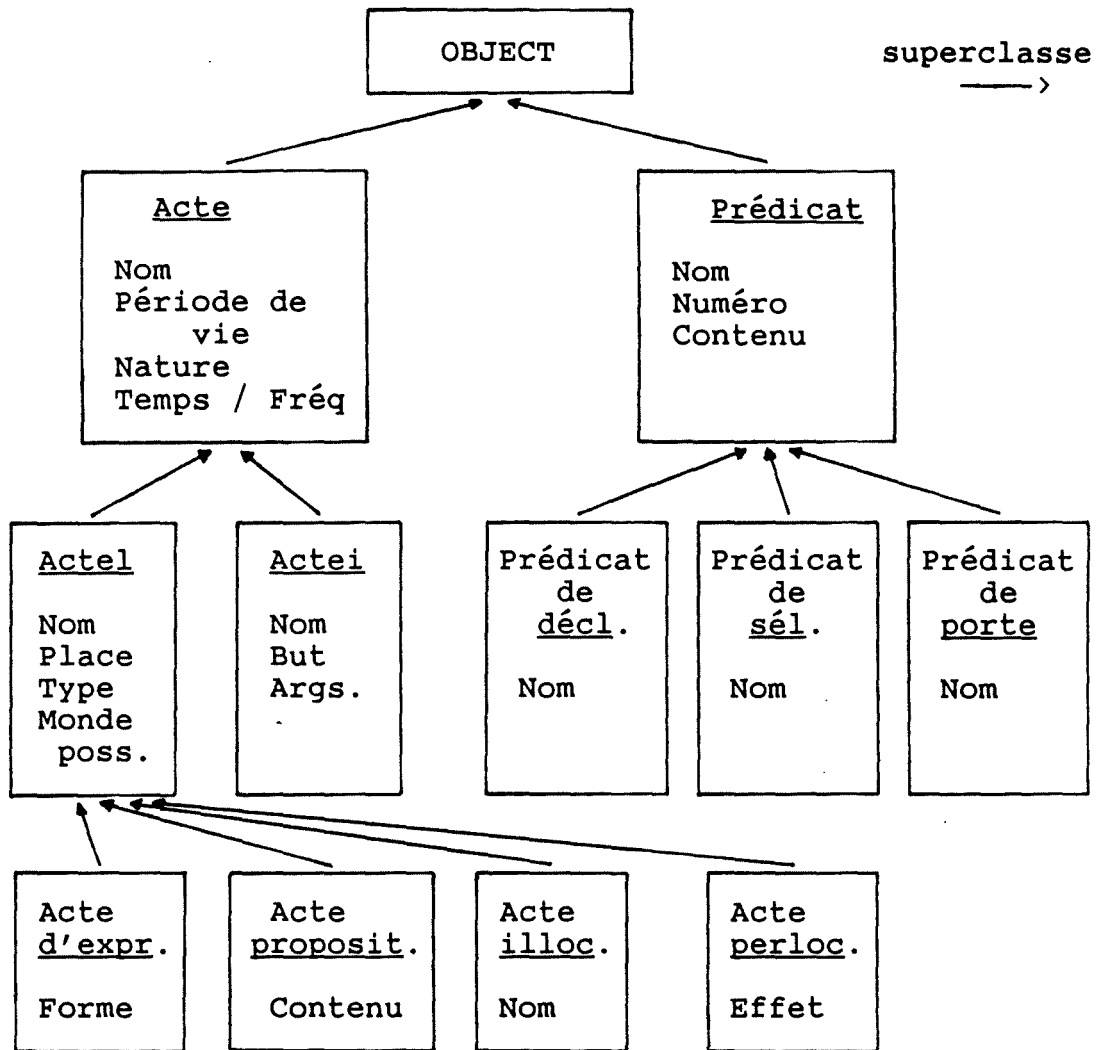 OBJECT
superclasse
Acte
Nom
Période de
vie
Nature
Temps / Fréq
Prédicat
Nom
Numéro
Contenu
Actel
Nom
Place
Type
Monde
poss.
Actei
Nom
But
Args.
Prédicat
de
décl.
Nom
Prédicat
de
sél.
Nom
Prédicat
de
porte
Nom
Acte
d'expr.
Forme
Acte
proposit.
Contenu
Acte
illoc.
Nom
Acte
perloc.
Effet